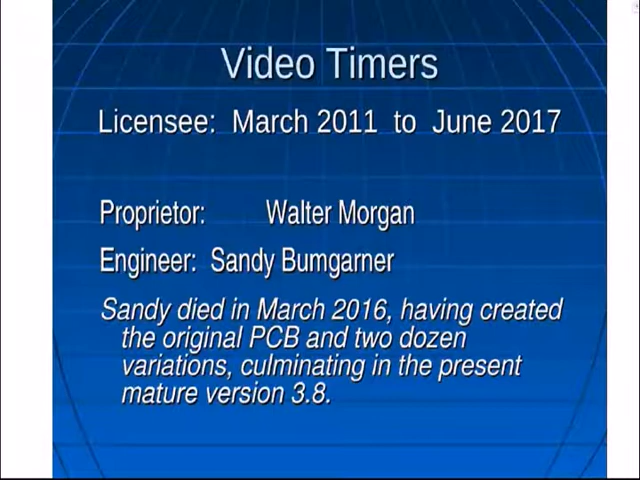 Video Timers
Licensee: March 2011 to June 2017
Proprietor: Walter Morgan
Engineer: Sandy Bumgarner
Sandy died in March 2016, having created
the original PCB and two dozen
variations, culminating in the present
mature version 3.8.